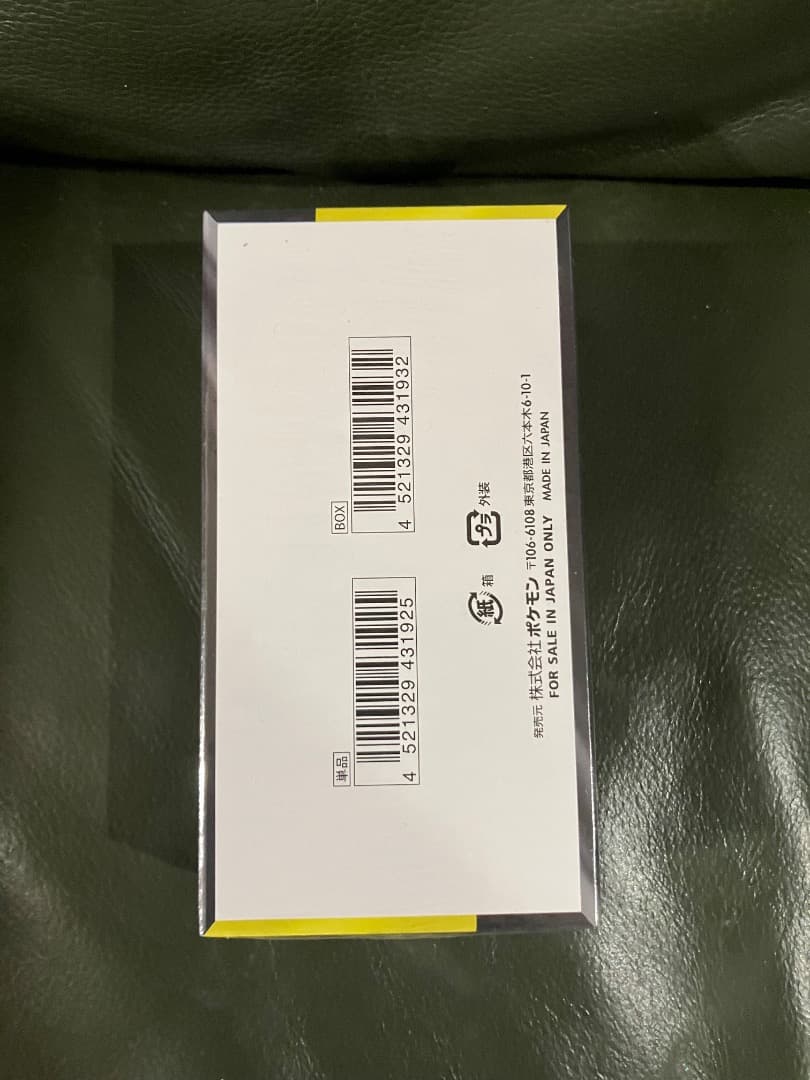 単品
4 521329 431925
BOX
4 521329 431932
紙 箱
プラ 外装
発売元 株式会社 ポケモン 〒106-6108 東京都港区六本木6-10-1
FOR SALE IN JAPAN ONLY MADE IN JAPAN